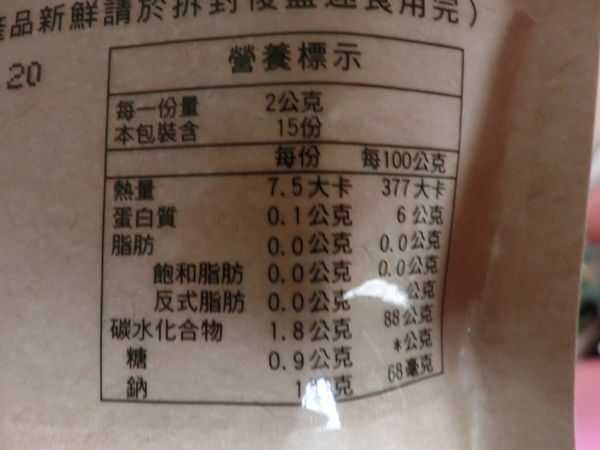 產品新鮮請於拆封後盡速食用完)
20
營養標示
每一份量 2公克
本包裝含 15份
每份 每100公克
熱量 7.5大卡 377大卡
蛋白質 0.1公克 6公克
脂肪 0.0公克 0.0公克
飽和脂肪 0.0公克 0.0公克
反式脂肪 0.0公克 公克
碳水化合物 1.8公克 88公克
糖 0.9公克 *公克
鈉 1 克 68毫克